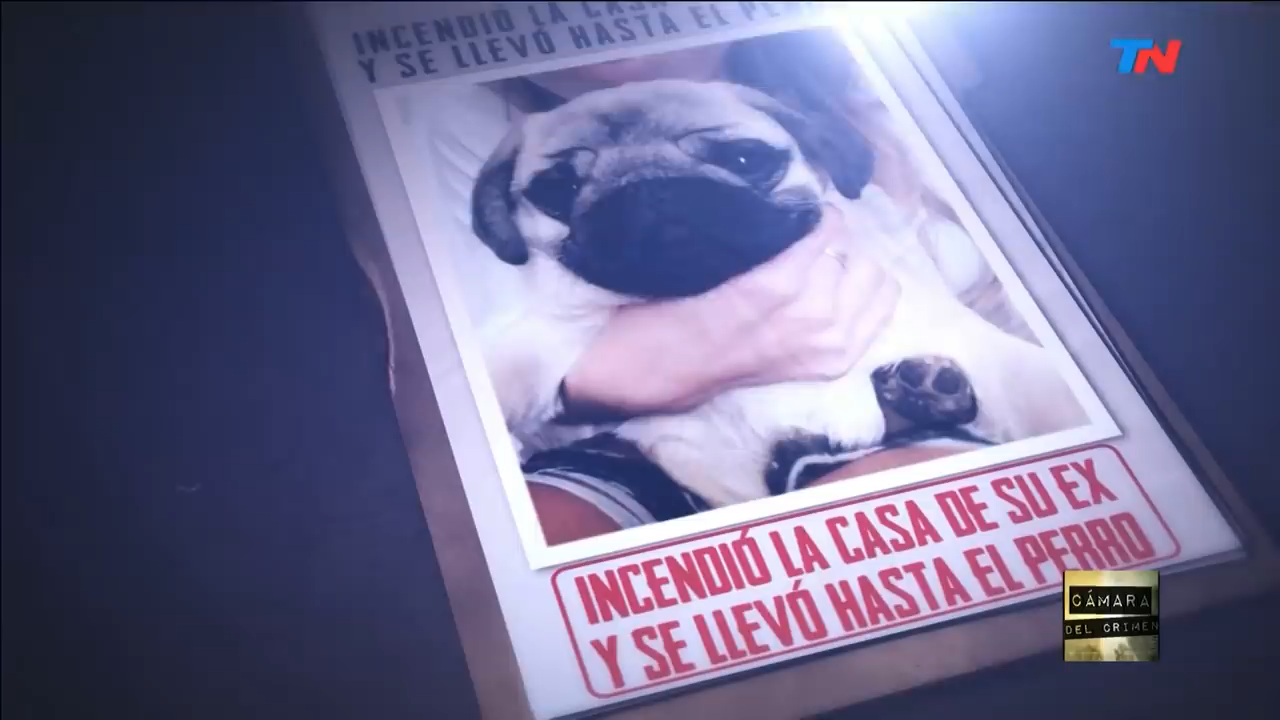 INCENDIÓ LA CASA
Y SE LLEVÓ HASTA EL PERRO
TN
INCENDIÓ LA CASA DE SU EX
Y SE LLEVÓ HASTA EL PERRO
CÁMARA
DEL CRIMEN